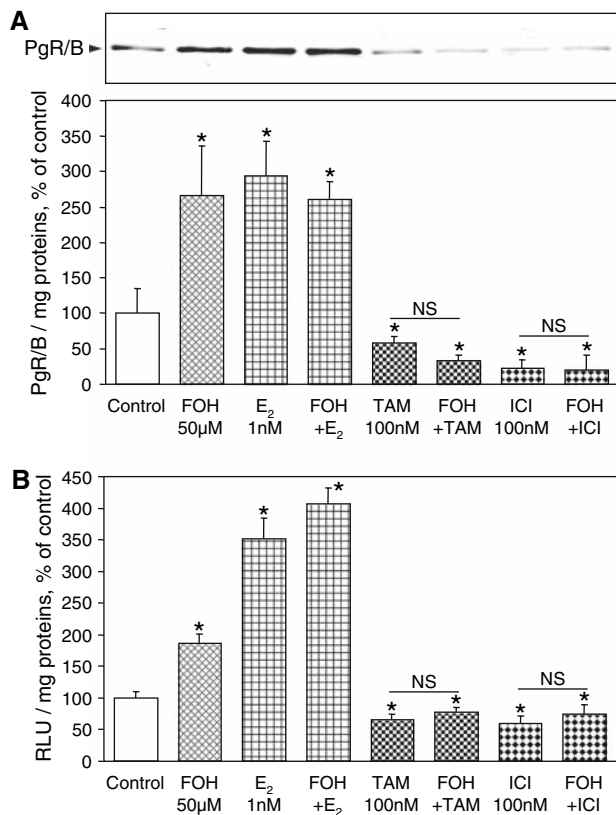 A
PgR/B
PgR/B / mg proteins, % of control
400
350
300
250
200
150
100
50
0
* * * * * * *
NS NS
Control FOH 50µM E₂ 1nM FOH +E₂ TAM 100nM FOH +TAM ICI 100nM FOH +ICI
B
RLU / mg proteins, % of control
450
400
350
300
250
200
150
100
50
0
* * * * * * *
NS NS
Control FOH 50µM E₂ 1nM FOH +E₂ TAM 100nM FOH +TAM ICI 100nM FOH +ICI